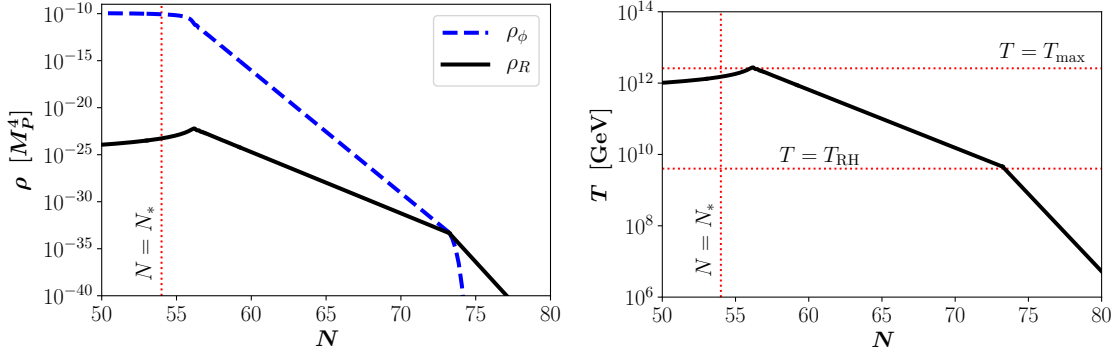 10^{-10}
10^{-15}
10^{-20}
10^{-25}
10^{-30}
10^{-35}
10^{-40}
ρ [M_P^4]
ρ_ϕ
ρ_R
N = N_*
50 55 60 65 70 75 80
N
10^{14}
10^{12}
10^{10}
10^8
10^6
T [GeV]
T = T_max
T = T_RH
N = N_*
50 55 60 65 70 75 80
N